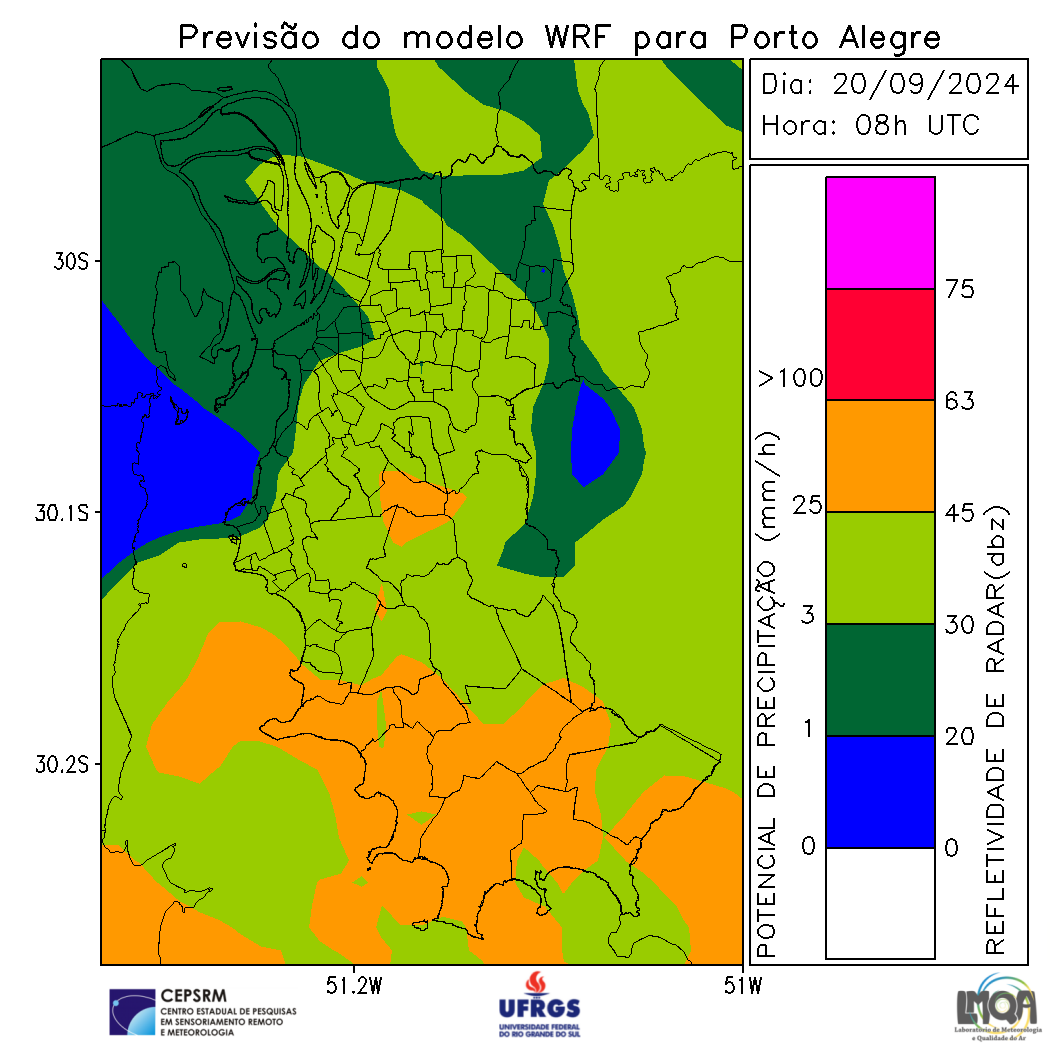 Previsão do modelo WRF para Porto Alegre
Dia: 20/09/2024
Hora: 08h UTC
30S
30.1S
30.2S
51.2W
51W
POTENCIAL DE PRECIPITAÇÃO (mm/h)
>100
25
3
1
0
75
63
45
30
20
0
REFLETIVIDADE DE RADAR(dbz)
CEPSRM
CENTRO ESTADUAL DE PESQUISAS
EM SENSORIAMENTO REMOTO
E METEOROLOGIA
UFRGS
UNIVERSIDADE FEDERAL
DO RIO GRANDE DO SUL
LMQA
Laboratório de Meteorologia
e Qualidade do Ar